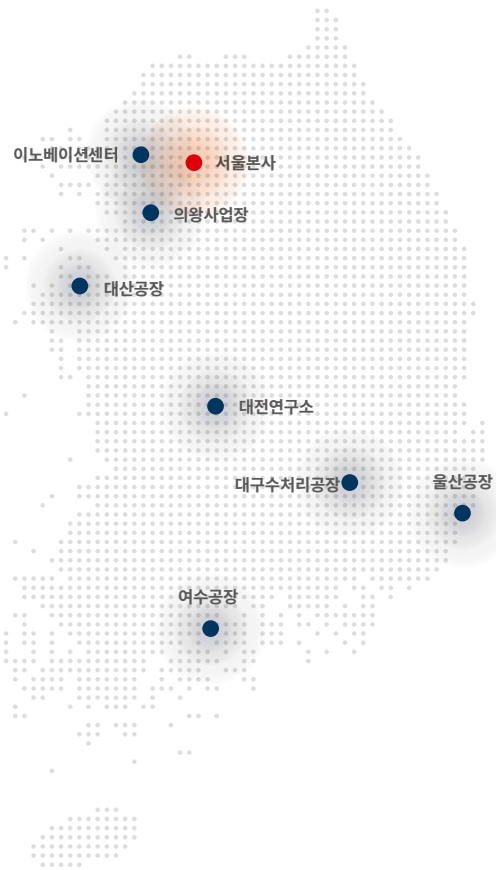 이노베이션센터
서울본사
의왕사업장
대산공장
대전연구소
대구수처리공장
울산공장
여수공장